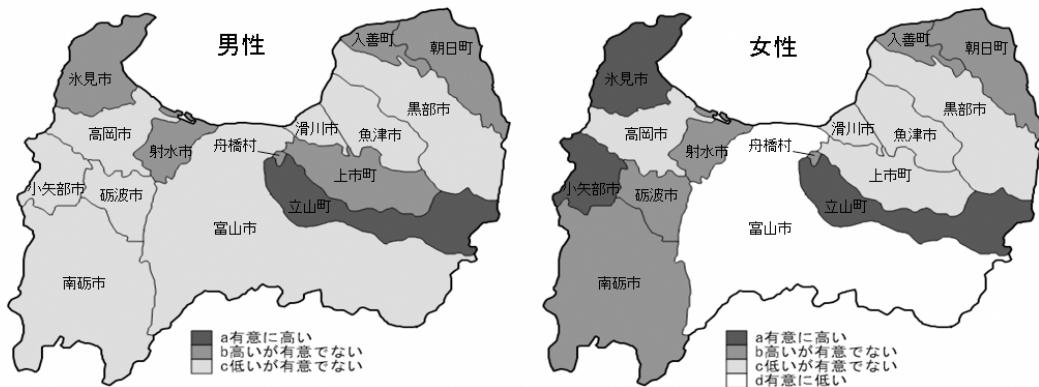 男性
氷見市
高岡市
射水市
小矢部市
砺波市
南砺市
富山市
舟橋村
滑川市
魚津市
黒部市
入善町
朝日町
上市町
立山町
a有意に高い
b高いが有意でない
c低いが有意でない
女性
氷見市
高岡市
射水市
小矢部市
砺波市
南砺市
富山市
舟橋村
滑川市
魚津市
黒部市
入善町
朝日町
上市町
立山町
a有意に高い
b高いが有意でない
c低いが有意でない
d有意に低い